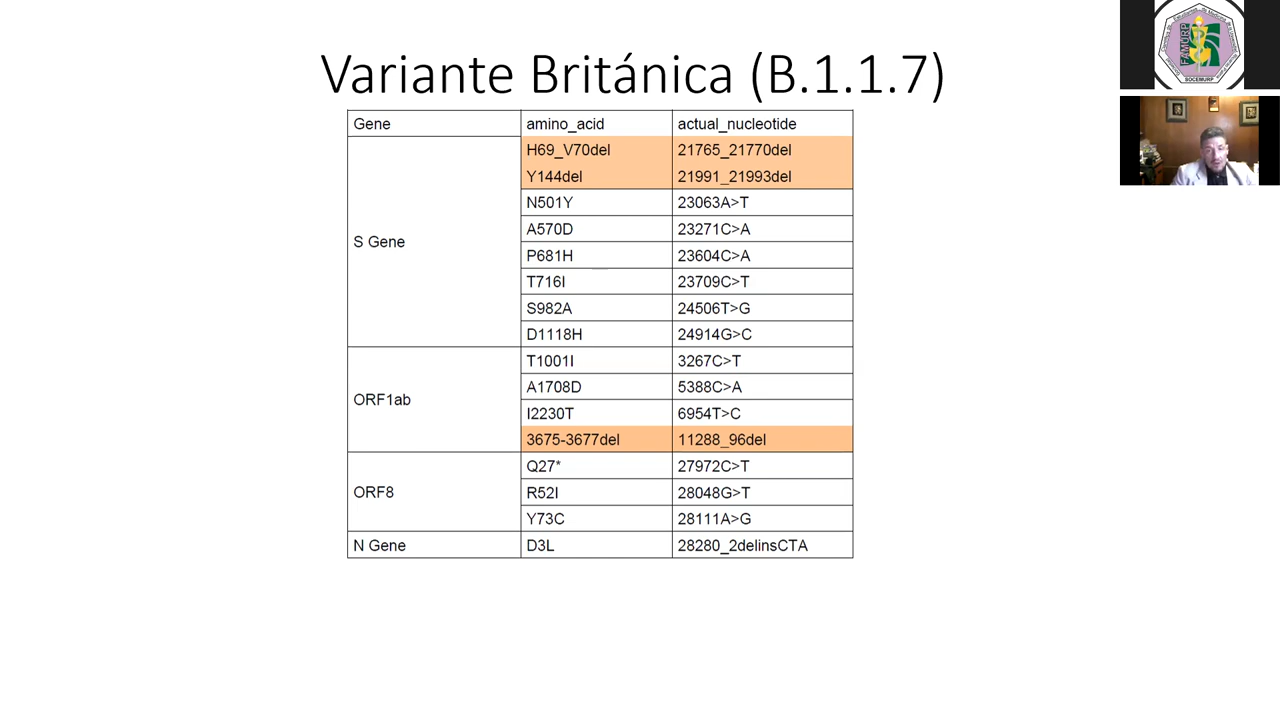 Variante Británica (B.1.1.7)
Gene amino_acid actual_nucleotide
H69_V70del 21765_21770del
Y144del 21991_21993del
N501Y 23063A>T
A570D 23271C>A
S Gene
P681H 23604C>A
T716I 23709C>T
S982A 24506T>G
D1118H 24914G>C
T1001I 3267C>T
A1708D 5388C>A
ORF1ab
I2230T 6954T>C
3675-3677del 11288_96del
Q27* 27972C>T
ORF8 R52I 28048G>T
Y73C 28111A>G
N Gene D3L 28280_2delinsCTA
FAMURP
SOCEMURP